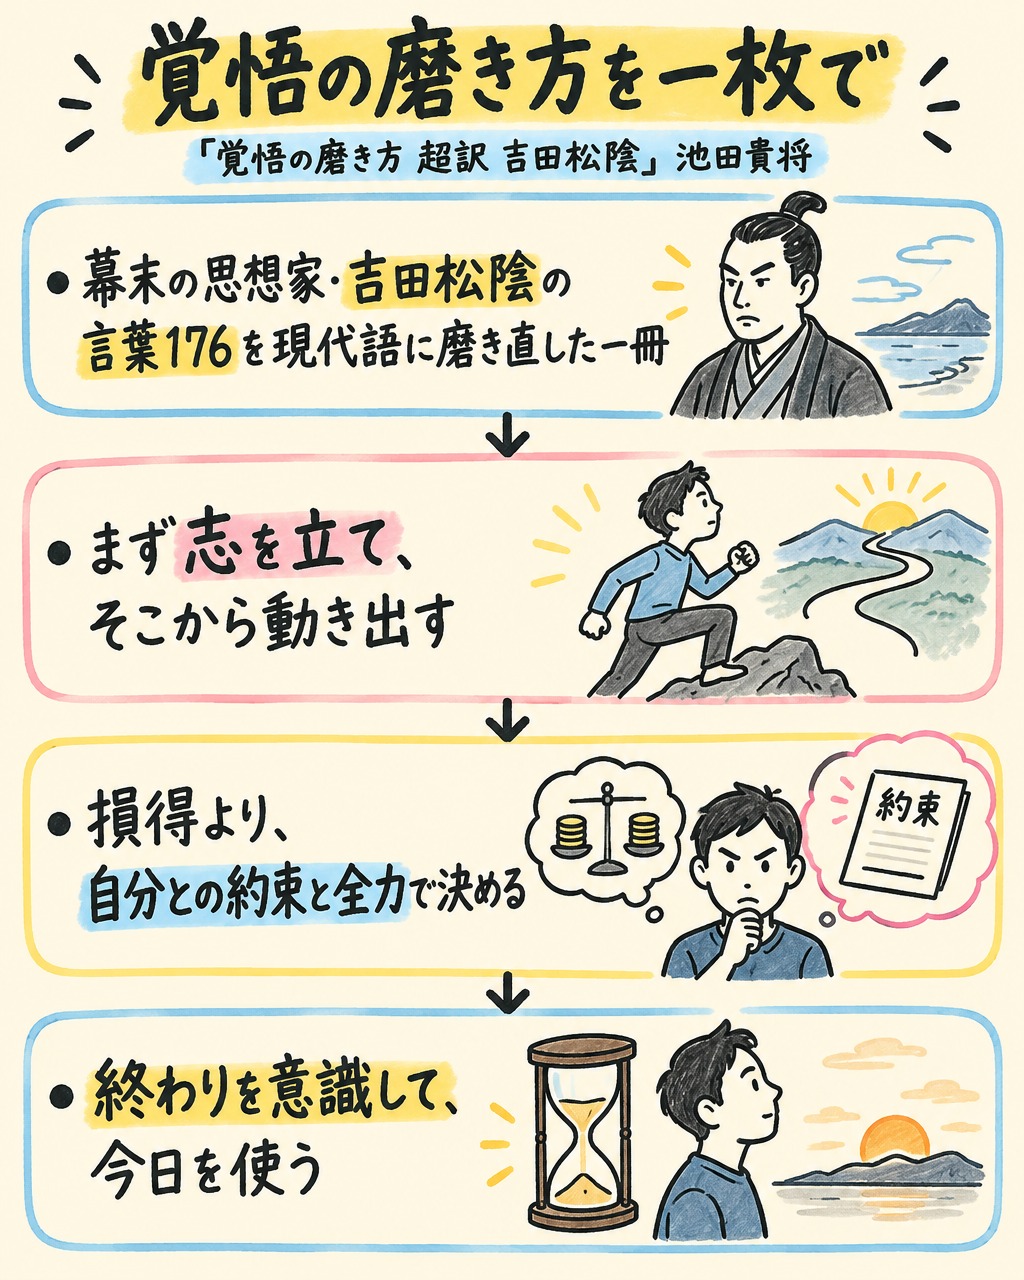 覚悟の磨き方を一枚で
「覚悟の磨き方 超訳 吉田松陰」池田貴将
● 幕末の思想家・吉田松陰の
言葉176を現代語に磨き直した一冊
● まず志を立て、
そこから動き出す
● 損得より、
自分との約束と全力で決める
約束
● 終わりを意識して、
今日を使う